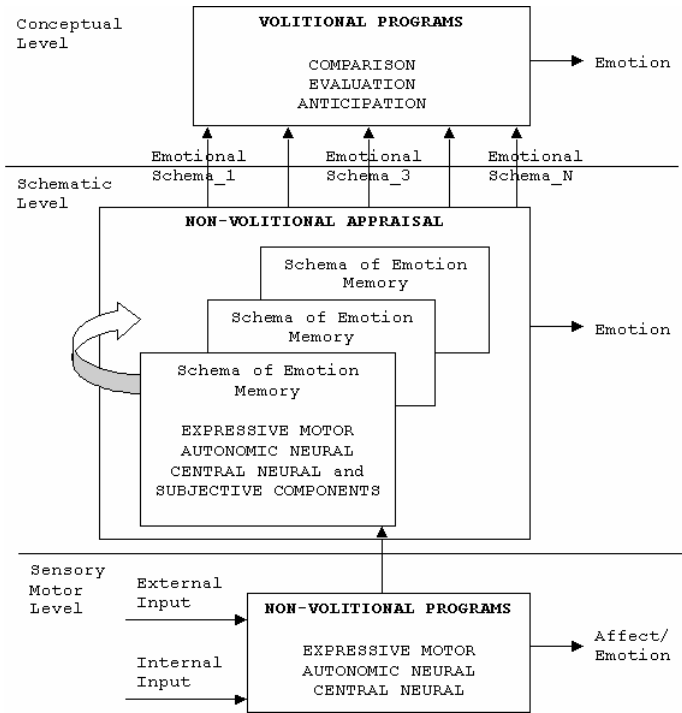 Conceptual
Level
VOLITIONAL PROGRAMS
COMPARISON
EVALUATION
ANTICIPATION
Emotion
Emotional
Schema_1
Emotional
Schema_3
Emotional
Schema_N
Schematic
Level
NON-VOLITIONAL APPRAISAL
Schema of Emotion
Memory
Schema of Emotion
Memory
Schema of Emotion
Memory
EXPRESSIVE MOTOR
AUTONOMIC NEURAL
CENTRAL NEURAL and
SUBJECTIVE COMPONENTS
Emotion
Sensory
Motor
Level
External
Input
Internal
Input
NON-VOLITIONAL PROGRAMS
EXPRESSIVE MOTOR
AUTONOMIC NEURAL
CENTRAL NEURAL
Affect/
Emotion